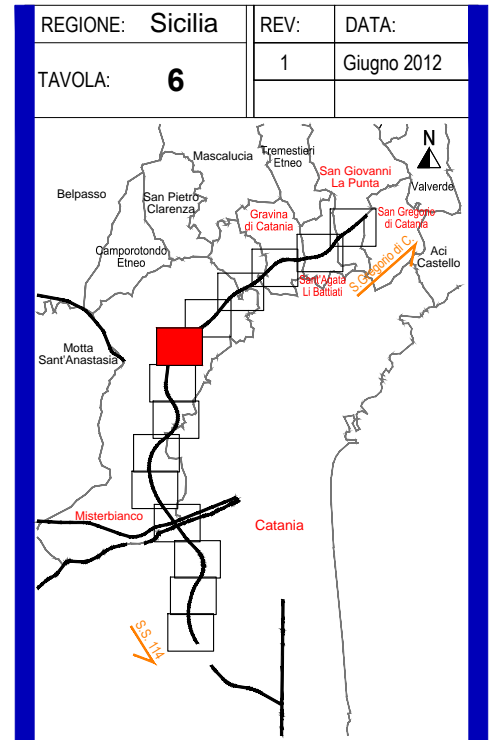 REGIONE: Sicilia
REV:
DATA:
TAVOLA: 6
1
Giugno 2012
N
Mascalucia
Tremestieri
Etneo
San Giovanni
La Punta
Valverde
Belpasso
San Pietro
Clarenza
Gravina
di Catania
San Gregorio
di Catania
Camporotondo
Etneo
Sant'Agata
Li Battiati
S.Gregorio di C.
Aci
Castello
Motta
Sant'Anastasia
Misterbianco
Catania
S.S. 114